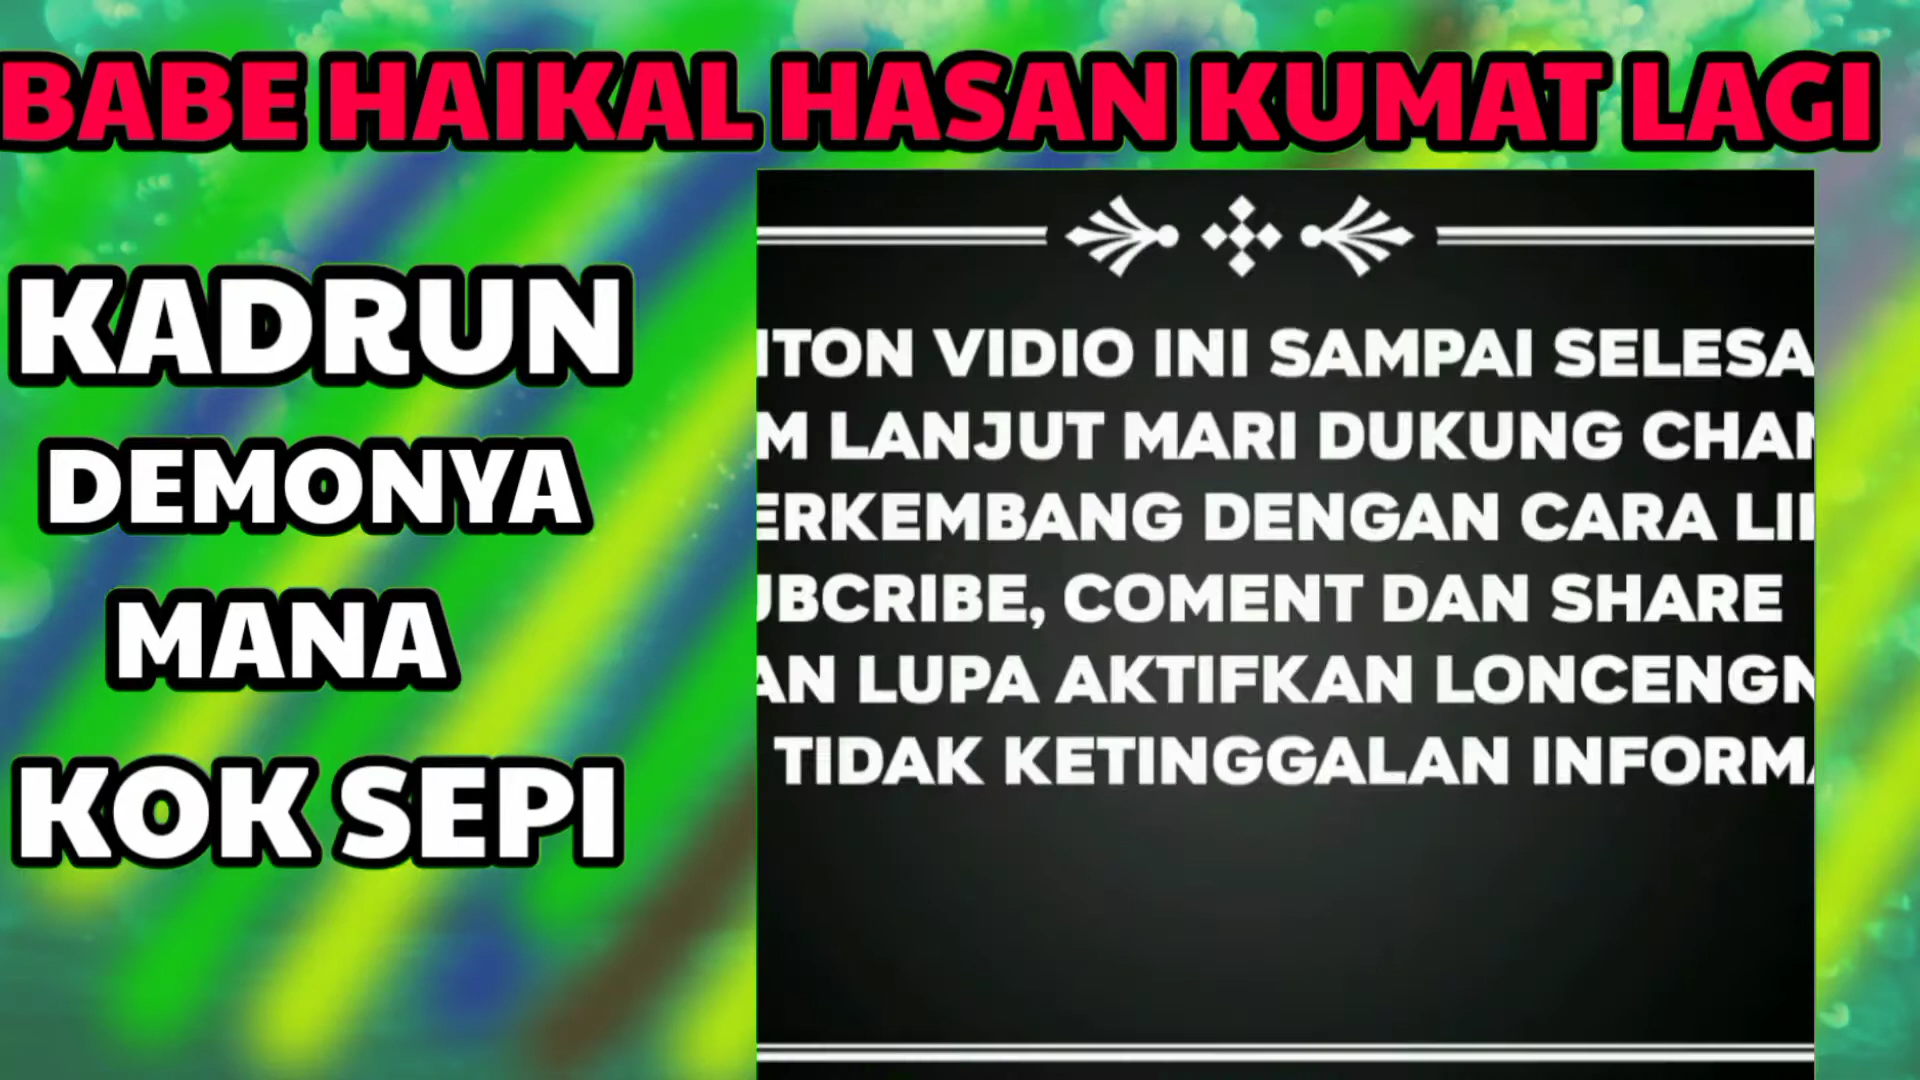 BABE HAIKAL HASAN KUMAT LAGI
KADRUN
DEMONYA
MANA
KOK SEPI
VIDIO INI SAMPAI SELESA
LANJUT MARI DUKUNG
DENGAN CARA
COMENT DAN SHARE
LUPA AKTIFKAN
TIDAK KETINGGALAN